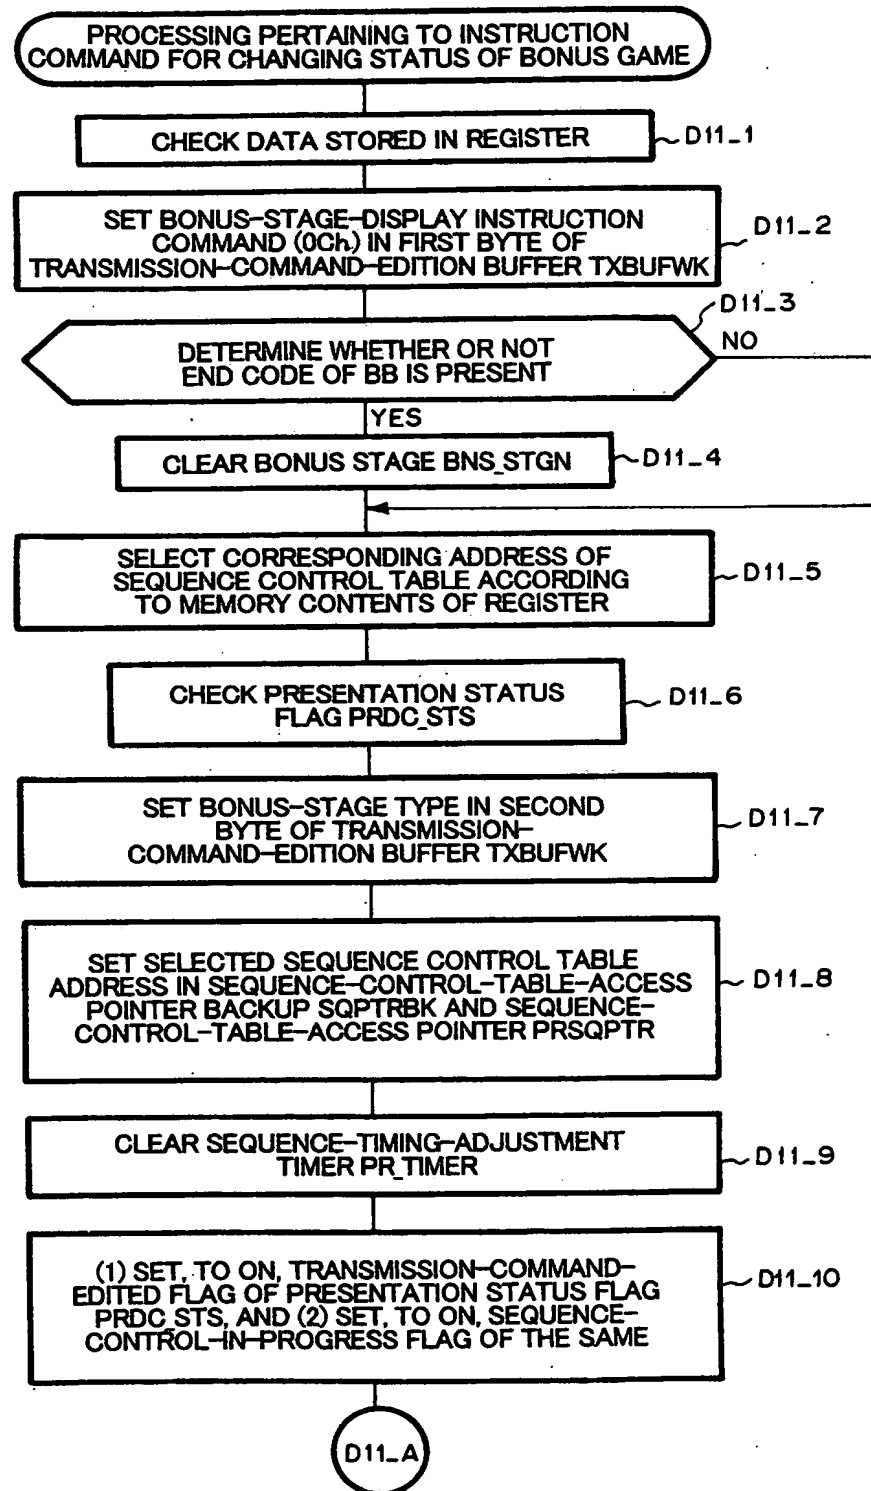 PROCESSING PERTAINING TO INSTRUCTION
COMMAND FOR CHANGING STATUS OF BONUS GAME
CHECK DATA STORED IN REGISTER
D11_1
SET BONUS-STAGE-DISPLAY INSTRUCTION
COMMAND (0Ch) IN FIRST BYTE OF
TRANSMISSION-COMMAND-EDITION BUFFER TXBUFWK
D11_2
D11_3
DETERMINE WHETHER OR NOT
END CODE OF BB IS PRESENT
NO
YES
CLEAR BONUS STAGE BNS_STGN
D11_4
SELECT CORRESPONDING ADDRESS OF
SEQUENCE CONTROL TABLE ACCORDING
TO MEMORY CONTENTS OF REGISTER
D11_5
CHECK PRESENTATION STATUS
FLAG PRDC_STS
D11_6
SET BONUS-STAGE TYPE IN SECOND
BYTE OF TRANSMISSION-
COMMAND-EDITION BUFFER TXBUFWK
D11_7
SET SELECTED SEQUENCE CONTROL TABLE
ADDRESS IN SEQUENCE-CONTROL-TABLE-ACCESS
POINTER BACKUP SQPTRBK AND SEQUENCE-
CONTROL-TABLE-ACCESS POINTER PRSQPTR
D11_8
CLEAR SEQUENCE-TIMING-ADJUSTMENT
TIMER PR_TIMER
D11_9
(1) SET, TO ON, TRANSMISSION-COMMAND-
EDITED FLAG OF PRESENTATION STATUS FLAG
PRDC_STS, AND (2) SET, TO ON, SEQUENCE-
CONTROL-IN-PROGRESS FLAG OF THE SAME
D11_10
D11_A